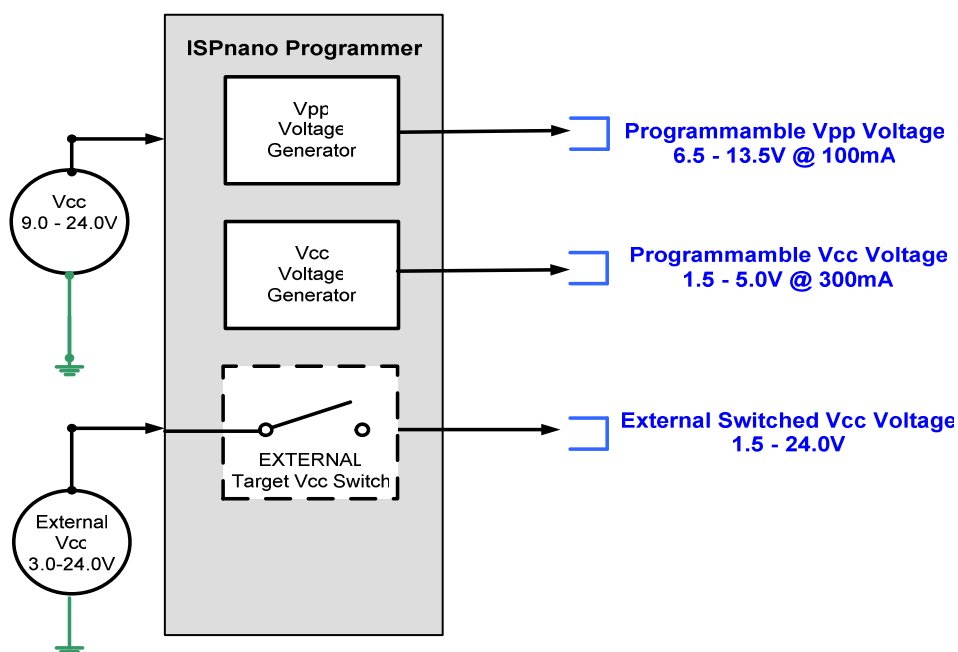 ISPnano Programmer
Vpp
Voltage
Generator
Programmamble Vpp Voltage
6.5 - 13.5V @ 100mA
Vcc
9.0 - 24.0V
Vcc
Voltage
Generator
Programmamble Vcc Voltage
1.5 - 5.0V @ 300mA
EXTERNAL
Target Vcc Switch
External Switched Vcc Voltage
1.5 - 24.0V
External
Vcc
3.0-24.0V